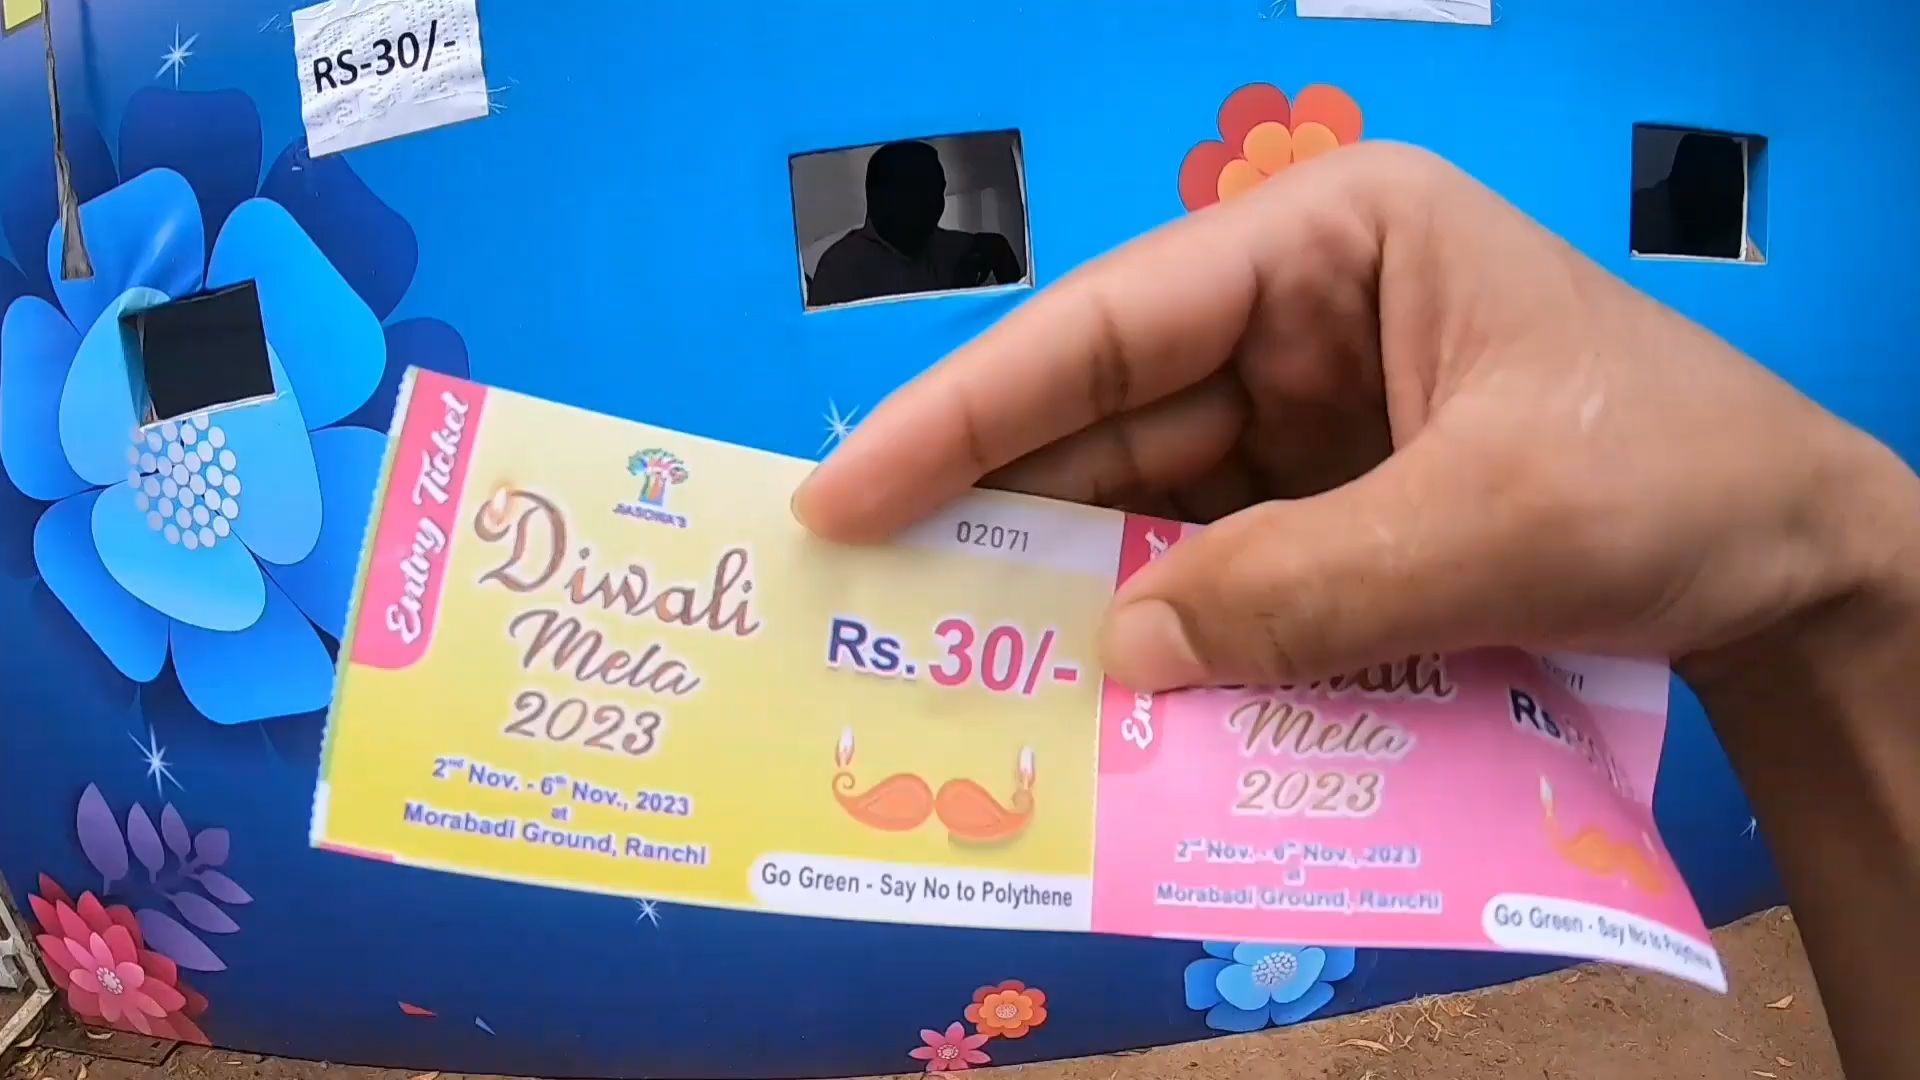 RS-30/-
Entry Ticket
JIASOWA'S
02071
Diwali
Mela
2023
Rs. 30/-
2nd Nov. - 6th Nov., 2023
at
Morabadi Ground, Ranchi
Go Green - Say No to Polythene
Mela
2023
2nd Nov. - 6th Nov., 2023
at
Morabadi Ground, Ranchi
Rs.
Go Green - Say No to Polythene